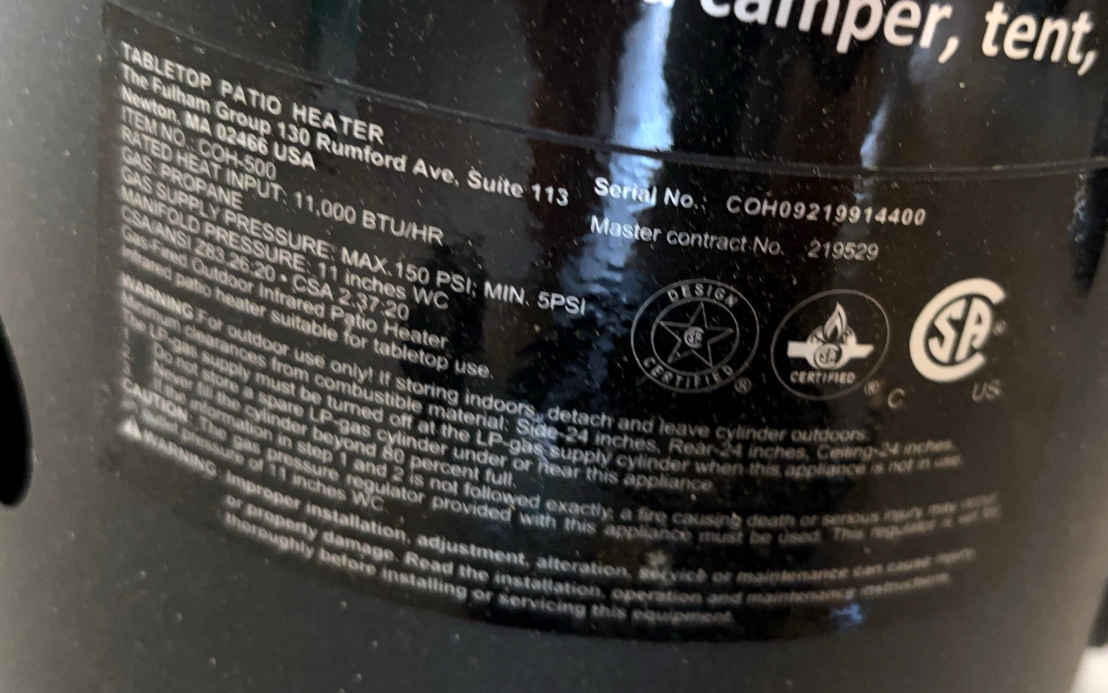 camper, tent,
TABLETOP PATIO HEATER
The Fulham Group 130 Rumford Ave. Suite 113
Newton, MA 02466 USA
ITEM NO.: COH-500
RATED HEAT INPUT: 11,000 BTU/HR
GAS: PROPANE
GAS SUPPLY PRESSURE: MAX.150 PSI; MIN. 5PSI
MANIFOLD PRESSURE: 11 inches WC
CSA/ANSI Z83.26:20 • CSA 2.37:20
Gas-Fired Outdoor Infrared Patio Heater
Infrared patio heater suitable for tabletop use.
Serial No.: COH09219914400
Master contract No. 219529
DESIGN
CERTIFIED
®
CERTIFIED
®
C
SA
®
US
WARNING For outdoor use only! If storing indoors, detach and leave cylinder outdoors.
Minimum clearances from combustible material: Side-24 inches, Rear-24 inches, Ceiling-24 inches
The LP-gas supply must be turned off at the LP-gas supply cylinder when this appliance is not in use.
Do not store a spare LP-gas cylinder under or near this appliance
Never fill the cylinder beyond 80 percent full.
If the information in step 1 and 2 is not followed exactly, a fire causing death or serious injury may
CAUTION: The gas pressure regulator provided with this appliance must be used. This regulator is set
pressure of 11 inches WC
WARNING Improper installation, adjustment, alteration, service or maintenance can cause injury
or property damage. Read the installation, operation and maintenance instructions
thoroughly before installing or servicing this equipment.